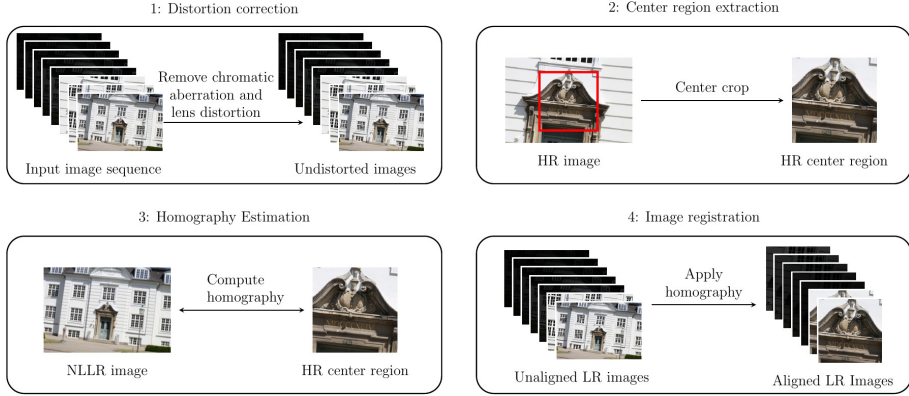 1: Distortion correction
Remove chromatic
aberration and
lens distortion
Input image sequence
Undistorted images
2: Center region extraction
Center crop
HR image
HR center region
3: Homography Estimation
Compute
homography
NLLR image
HR center region
4: Image registration
Apply
homography
Unaligned LR images
Aligned LR Images